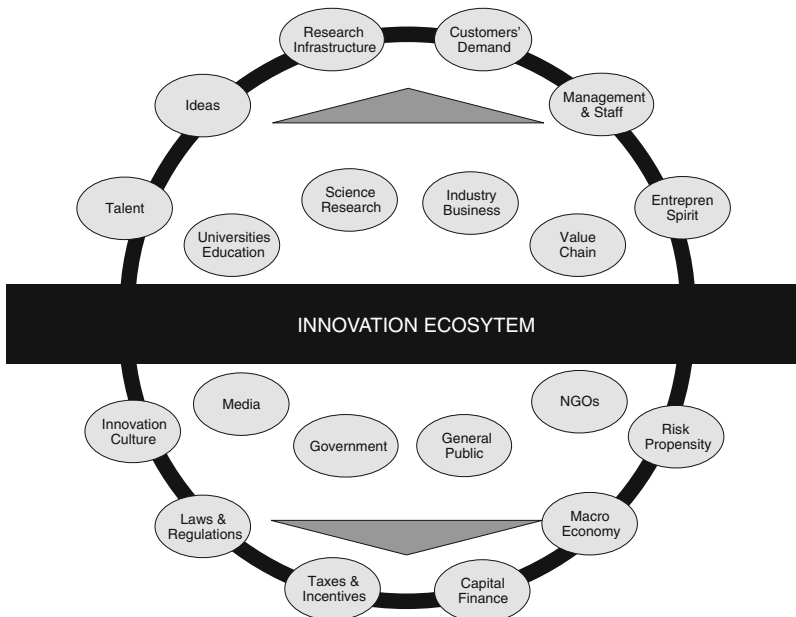 Research
Infrastructure
Customers'
Demand
Ideas
Management
& Staff
Talent
Science
Research
Industry
Business
Entrepren
Spirit
Universities
Education
Value
Chain
INNOVATION ECOSYTEM
Media
NGOs
Innovation
Culture
Government
General
Public
Risk
Propensity
Laws &
Regulations
Macro
Economy
Taxes &
Incentives
Capital
Finance